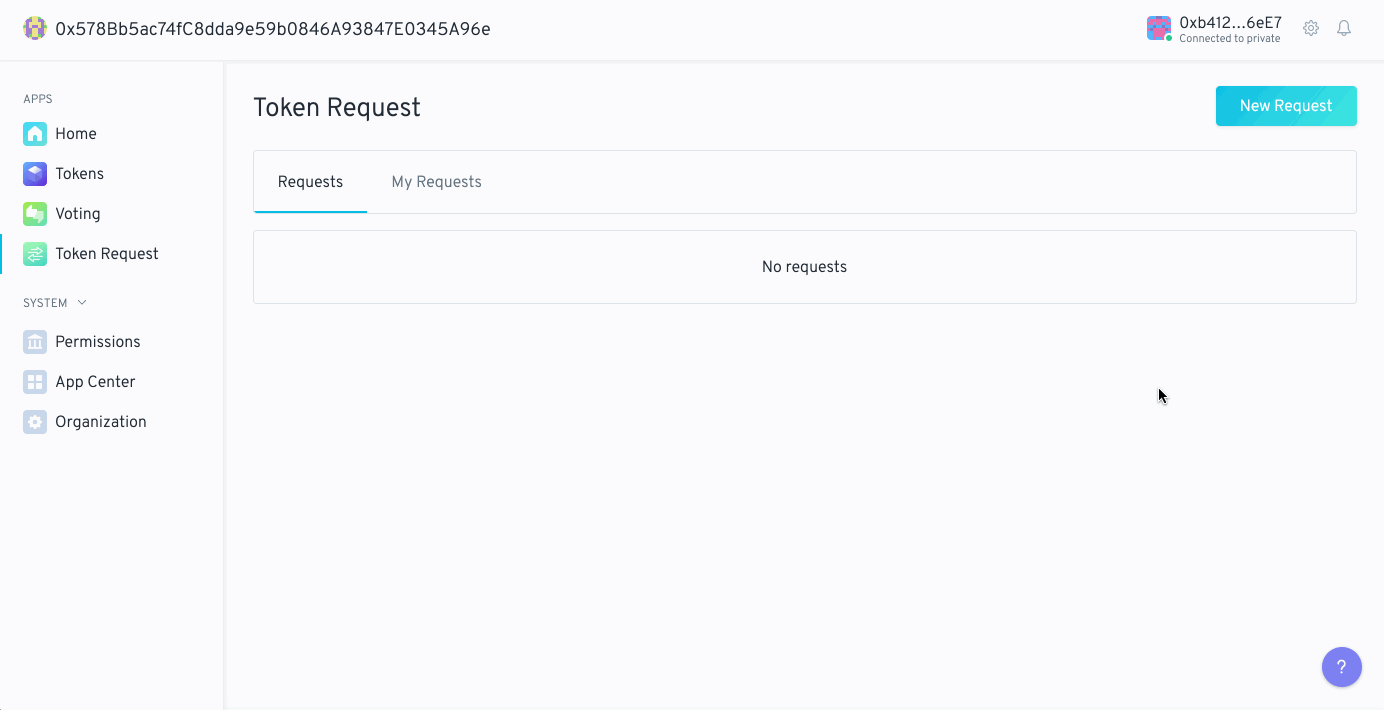 0x578Bb5ac74fC8dda9e59b0846A93847E0345A96e
0xb412...6eE7
Connected to private
APPS
Home
Tokens
Voting
Token Request
SYSTEM
Permissions
App Center
Organization
Token Request
New Request
Requests
My Requests
No requests
?